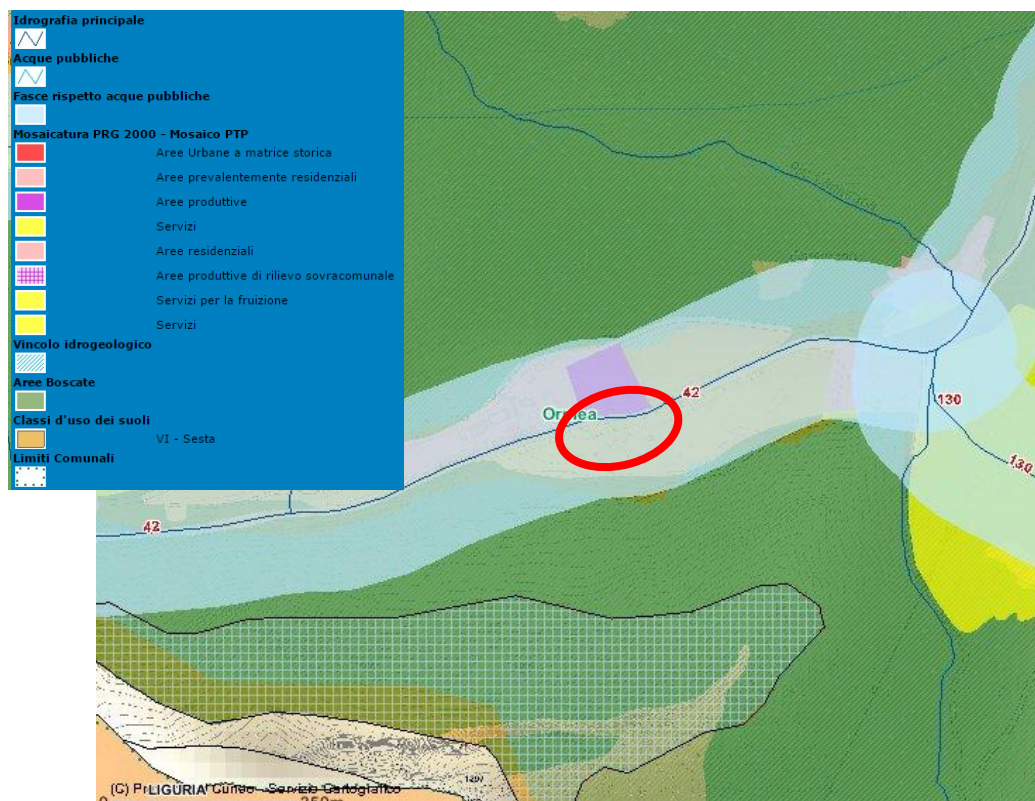 Idrografia principale
Acque pubbliche
Fasce rispetto acque pubbliche
Mosaicatura PRG 2000 - Mosaico PTP
Aree Urbane a matrice storica
Aree prevalentemente residenziali
Aree produttive
Servizi
Aree residenziali
Aree produttive di rilievo sovracomunale
Servizi per la fruizione
Servizi
Vincolo idrogeologico
Aree Boscate
Classi d'uso dei suoli
VI - Sesta
Limiti Comunali
42
Ormea
130
130
42
LIGURIA
(C) Cuneo - Servizio Cartografico